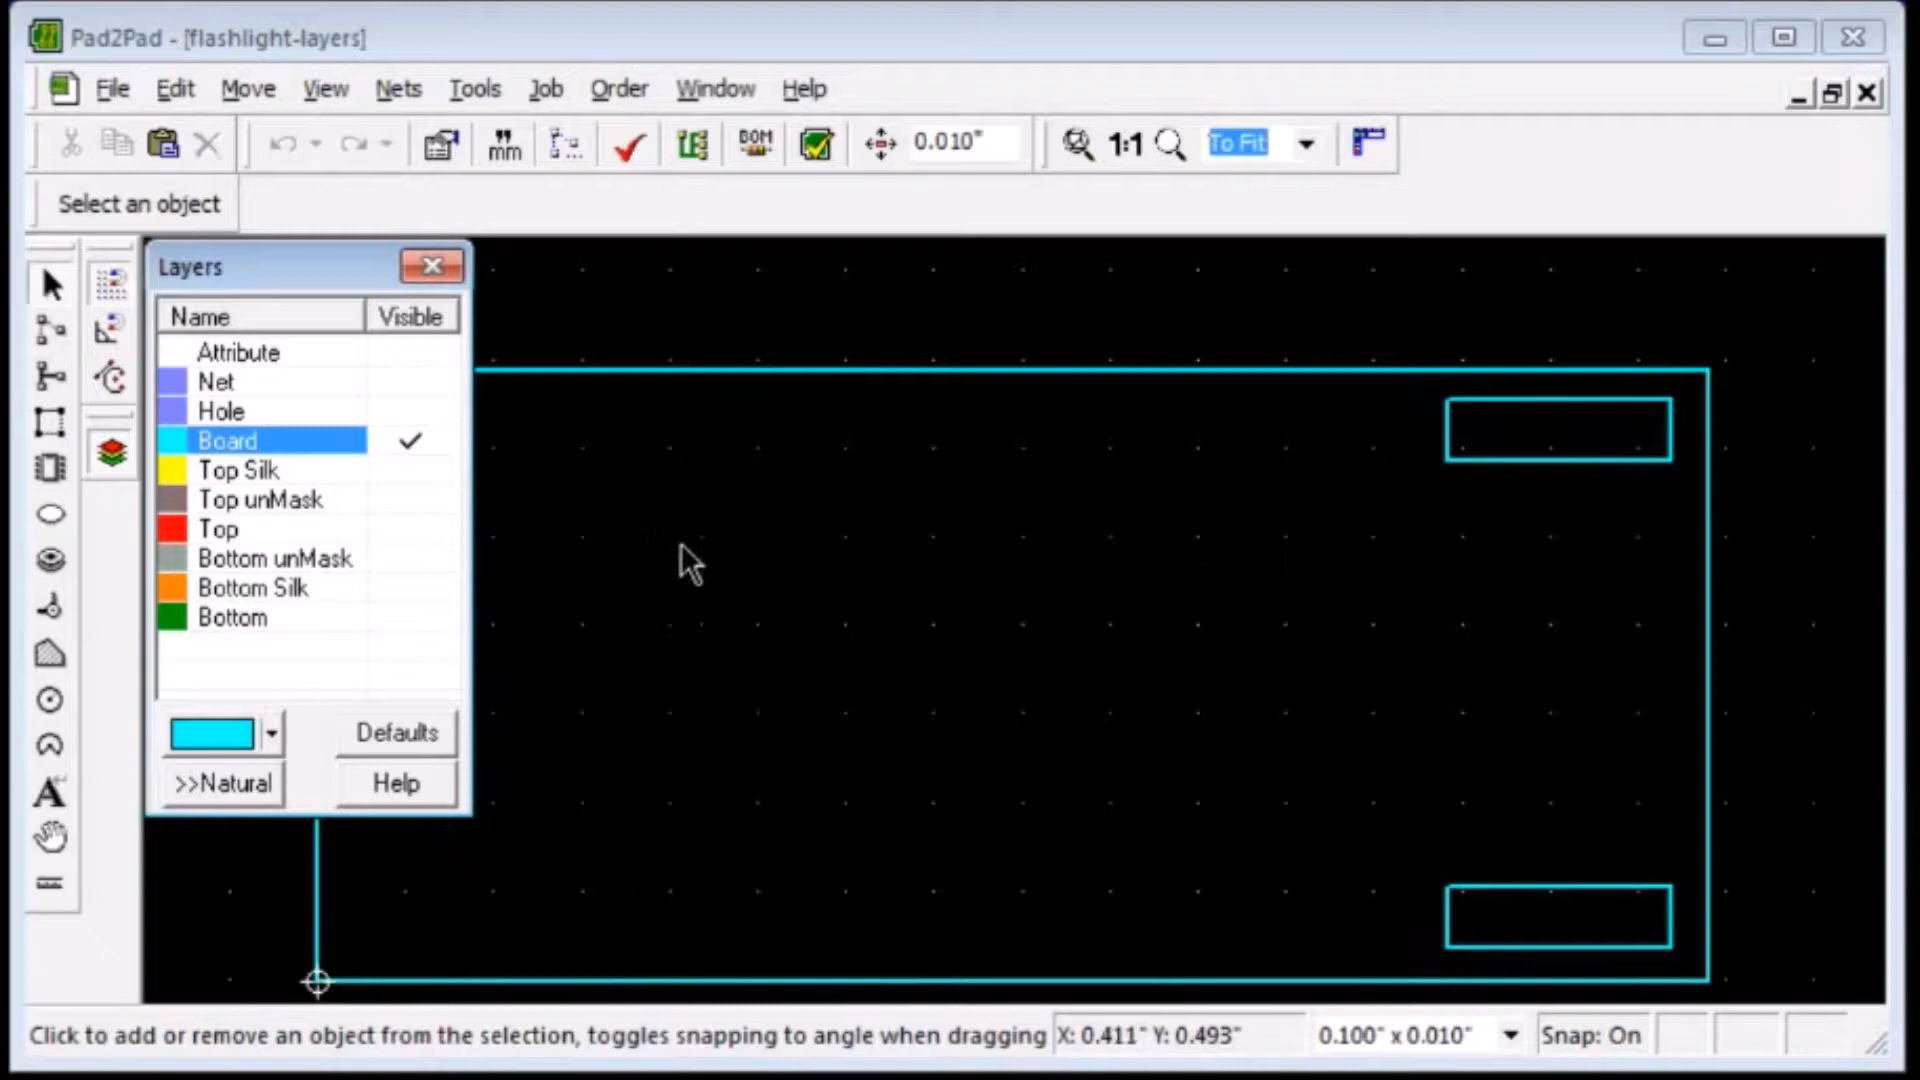 Pad2Pad - [flashlight-layers]
File Edit Move View Nets Tools Job Order Window Help
" mm BOM 0.010" 1:1 To Fit
Select an object
Layers
Name Visible
Attribute
Net
Hole
Board
Top Silk
Top unMask
Top
Bottom unMask
Bottom Silk
Bottom
Defaults
>>Natural Help
A
Click to add or remove an object from the selection, toggles snapping to angle when dragging X: 0.411" Y: 0.493" 0.100" x 0.010" Snap: On